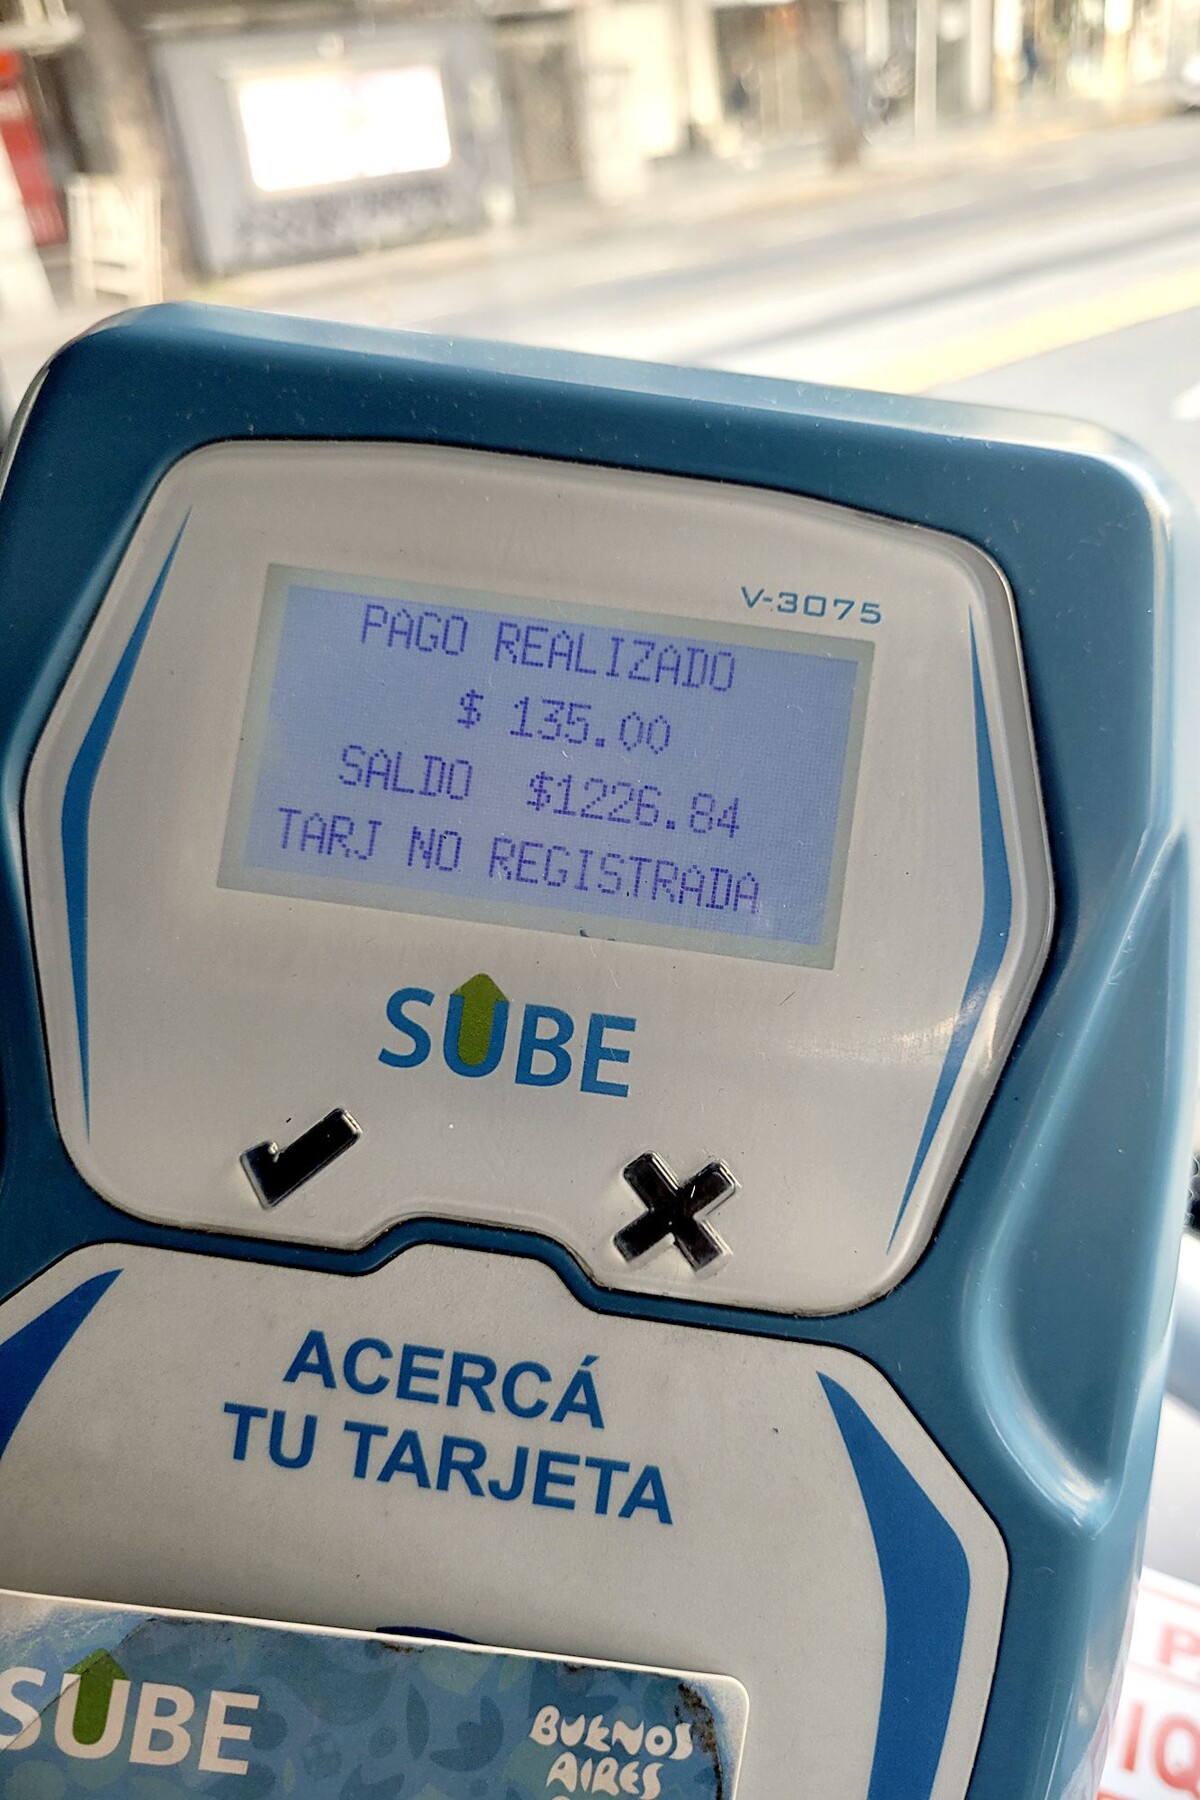 V-3075
PAGO REALIZADO
$ 135.00
SALDO $1226.84
TARJ NO REGISTRADA
SUBE
ACERCÁ
TU TARJETA
SUBE
BUENOS
AIRES